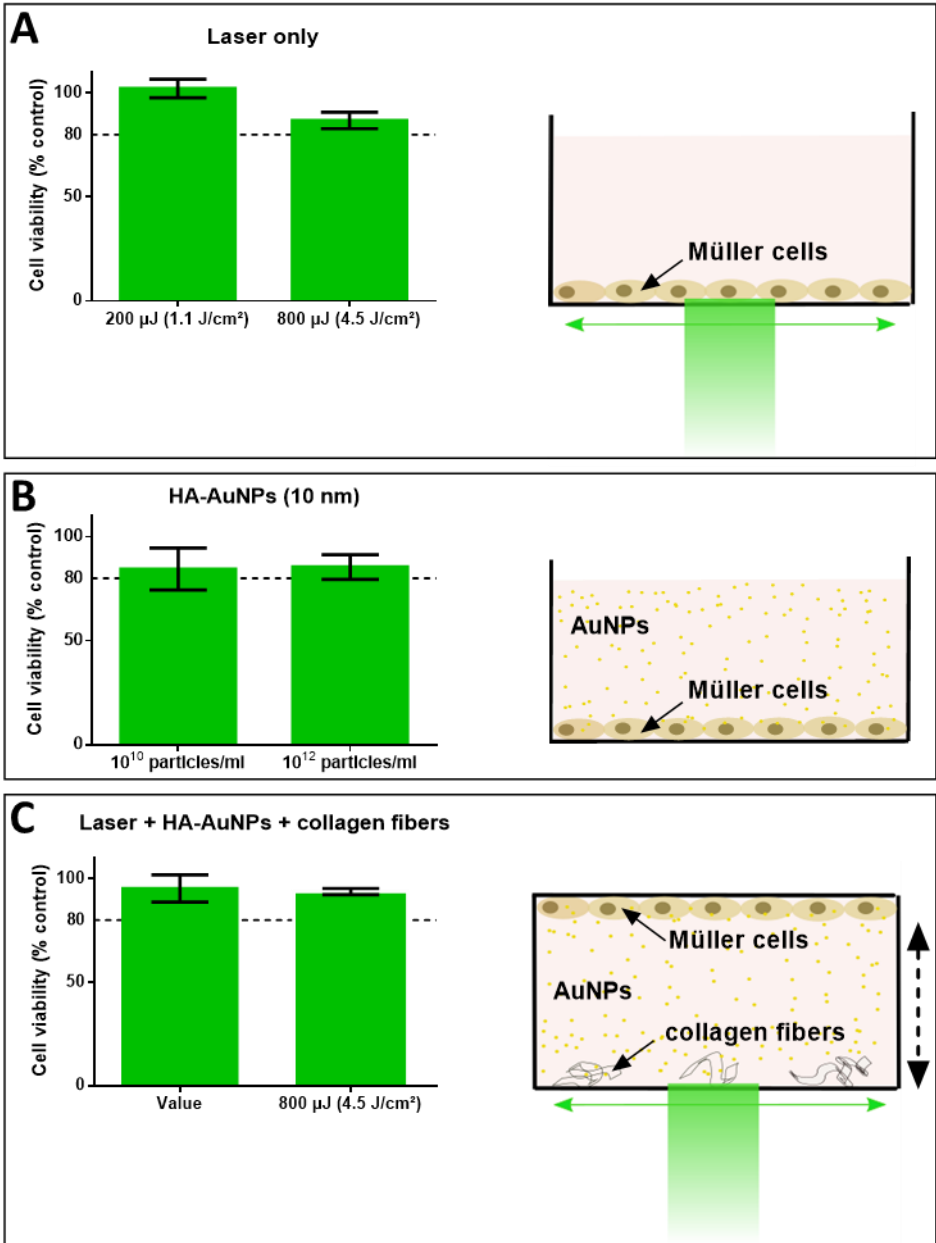 A
Laser only
Cell viability (% control)
100
80
50
0
200 µJ (1.1 J/cm²)
800 µJ (4.5 J/cm²)
Müller cells
B
HA-AuNPs (10 nm)
Cell viability (% control)
100
80
50
0
10¹⁰ particles/ml
10¹² particles/ml
AuNPs
Müller cells
C
Laser + HA-AuNPs + collagen fibers
Cell viability (% control)
100
80
50
0
Value
800 µJ (4.5 J/cm²)
Müller cells
AuNPs
collagen fibers